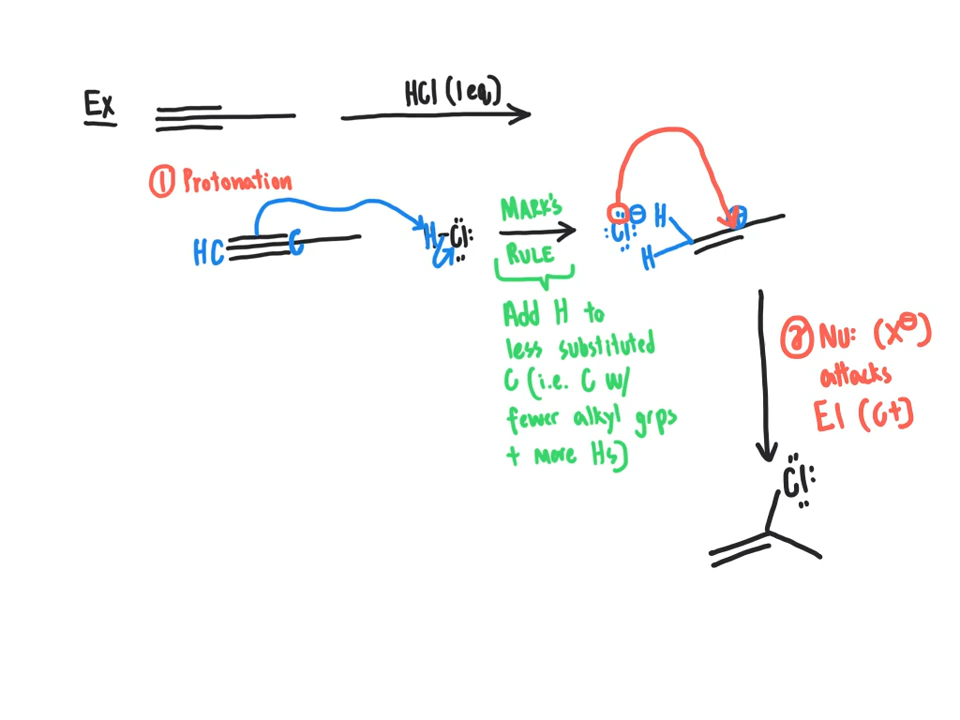 Ex
HCl (1 eq)
① Protonation
HC C
H-Cl:
MARK'S
RULE
Add H to
less substituted
C (i.e. C w/
fewer alkyl grps
+ more Hs)
:Cl: ⊖
H
H
⊕
② Nu: (X⊖)
attacks
El (C+)
Cl: